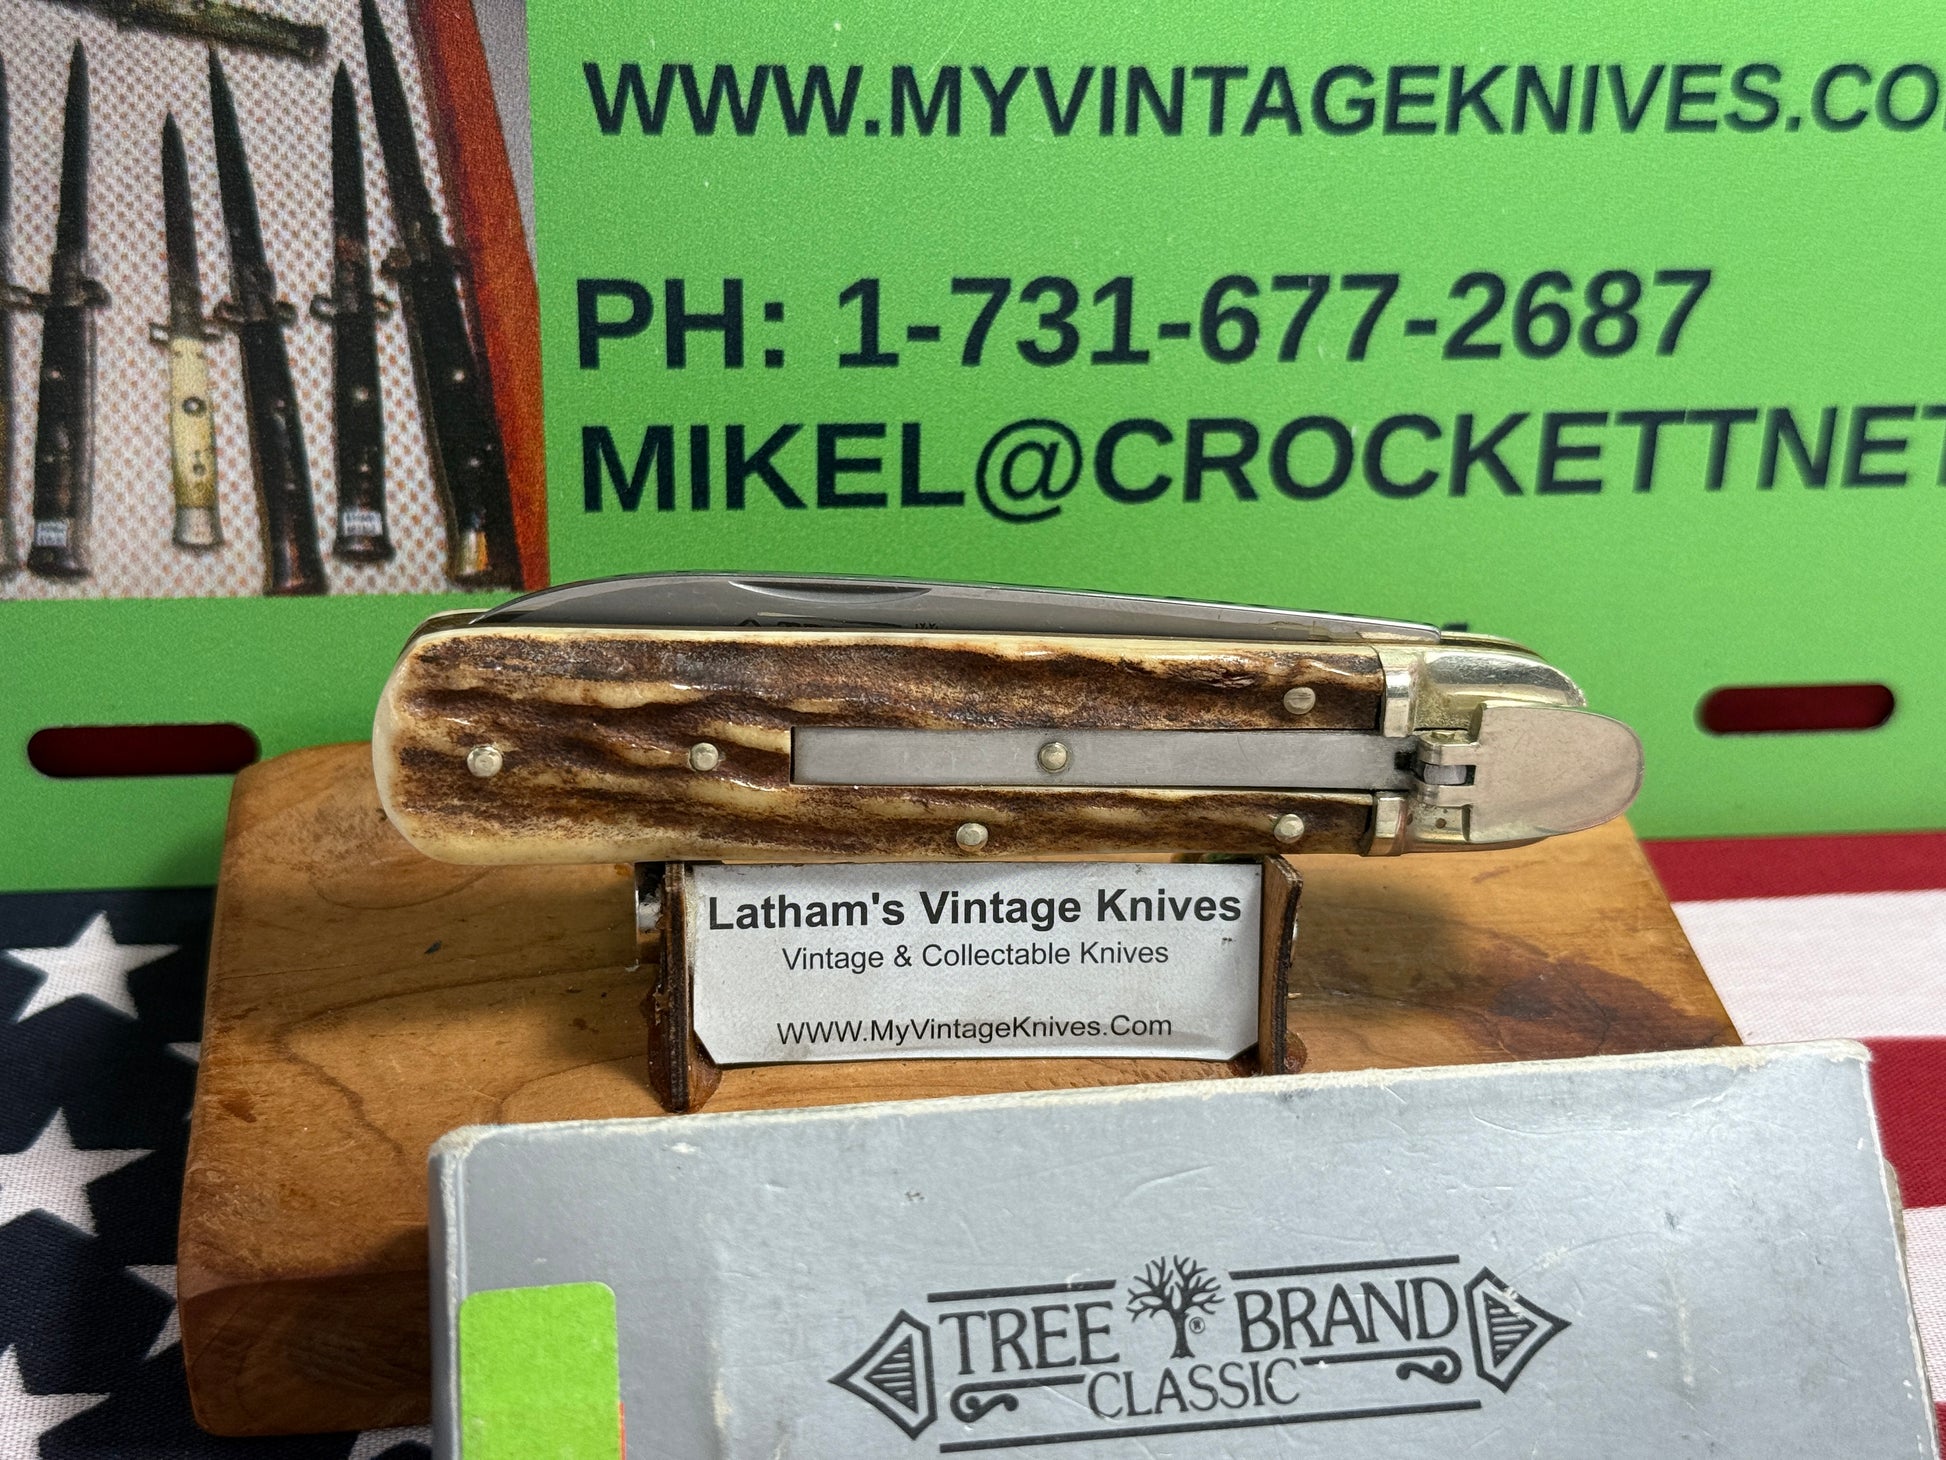 WWW.MYVINTAGEKNIVES.CO
PH: 1-731-677-2687
MIKEL@CROCKETTNET
Latham's Vintage Knives
Vintage & Collectable Knives
WWW.MyVintageKnives.Com
TREE ® BRAND
CLASSIC